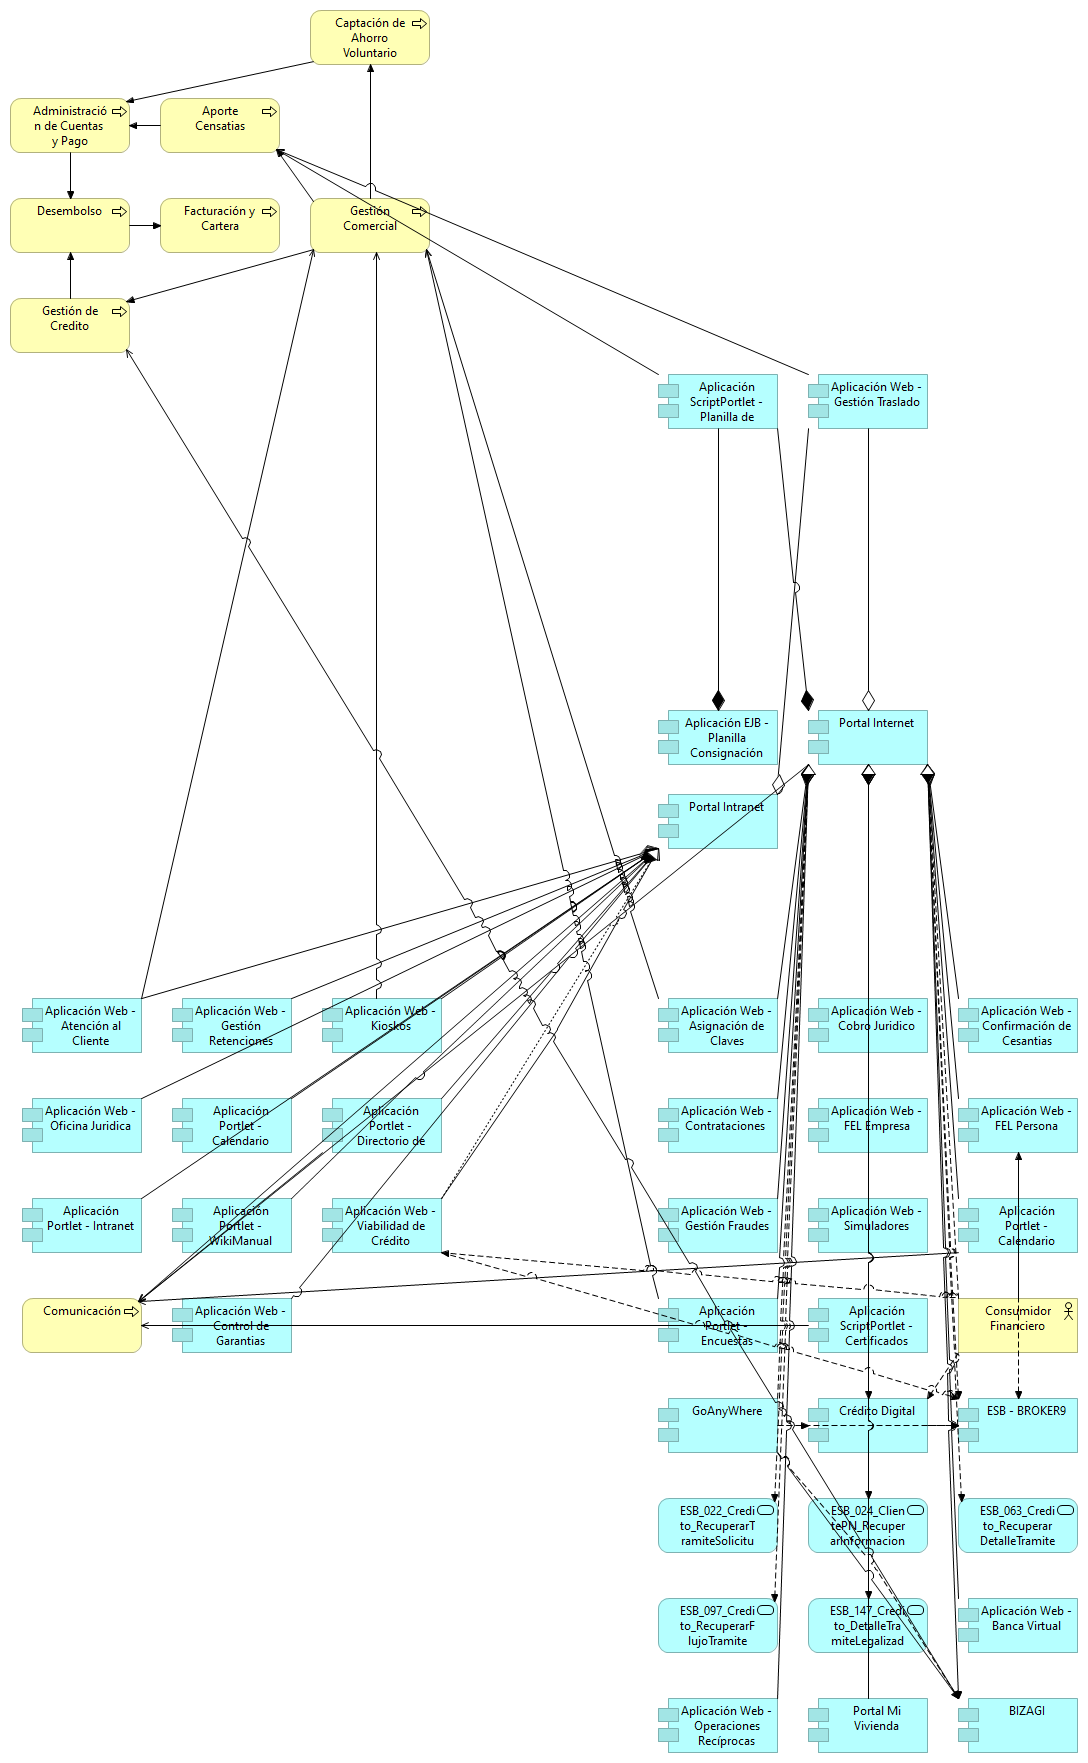 Captación de
Ahorro
Voluntario
Administració
n de Cuentas
y Pago
Aporte
Censatias
Desembolso
Facturación y
Cartera
Gestión
Comercial
Gestión de
Credito
Aplicación
ScriptPortlet -
Planilla de
Aplicación Web -
Gestión Traslado
Aplicación EJB -
Planilla
Consignación
Portal Internet
Portal Intranet
Aplicación Web -
Atención al
Cliente
Aplicación Web -
Gestión
Retenciones
Aplicación Web -
Kioskos
Aplicación Web -
Asignación de
Claves
Aplicación Web -
Cobro Juridico
Aplicación Web -
Confirmación de
Cesantias
Aplicación Web -
Oficina Juridica
Aplicación
Portlet -
Calendario
Aplicación
Portlet -
Directorio de
Aplicación Web -
Contrataciones
Aplicación Web -
FEL Empresa
Aplicación Web -
FEL Persona
Aplicación
Portlet - Intranet
Aplicación
Portlet -
WikiManual
Aplicación Web -
Viabilidad de
Crédito
Aplicación Web -
Gestión Fraudes
Aplicación Web -
Simuladores
Aplicación
Portlet -
Calendario
Comunicación
Aplicación Web -
Control de
Garantias
Aplicación
Portlet -
Encuestas
Aplicación
ScriptPortlet -
Certificados
Consumidor
Financiero
GoAnyWhere
Crédito Digital
ESB - BROKER9
ESB_022_Credi
to_RecuperarT
ramiteSolicitu
ESB_024_Clien
tePN_Recuper
arInformacion
ESB_063_Credi
to_Recuperar
DetalleTramite
ESB_097_Credi
to_RecuperarF
lujoTramite
ESB_147_Credi
to_DetalleTra
miteLegalizad
Aplicación Web -
Banca Virtual
Aplicación Web -
Operaciones
Recíprocas
Portal Mi
Vivienda
BIZAGI